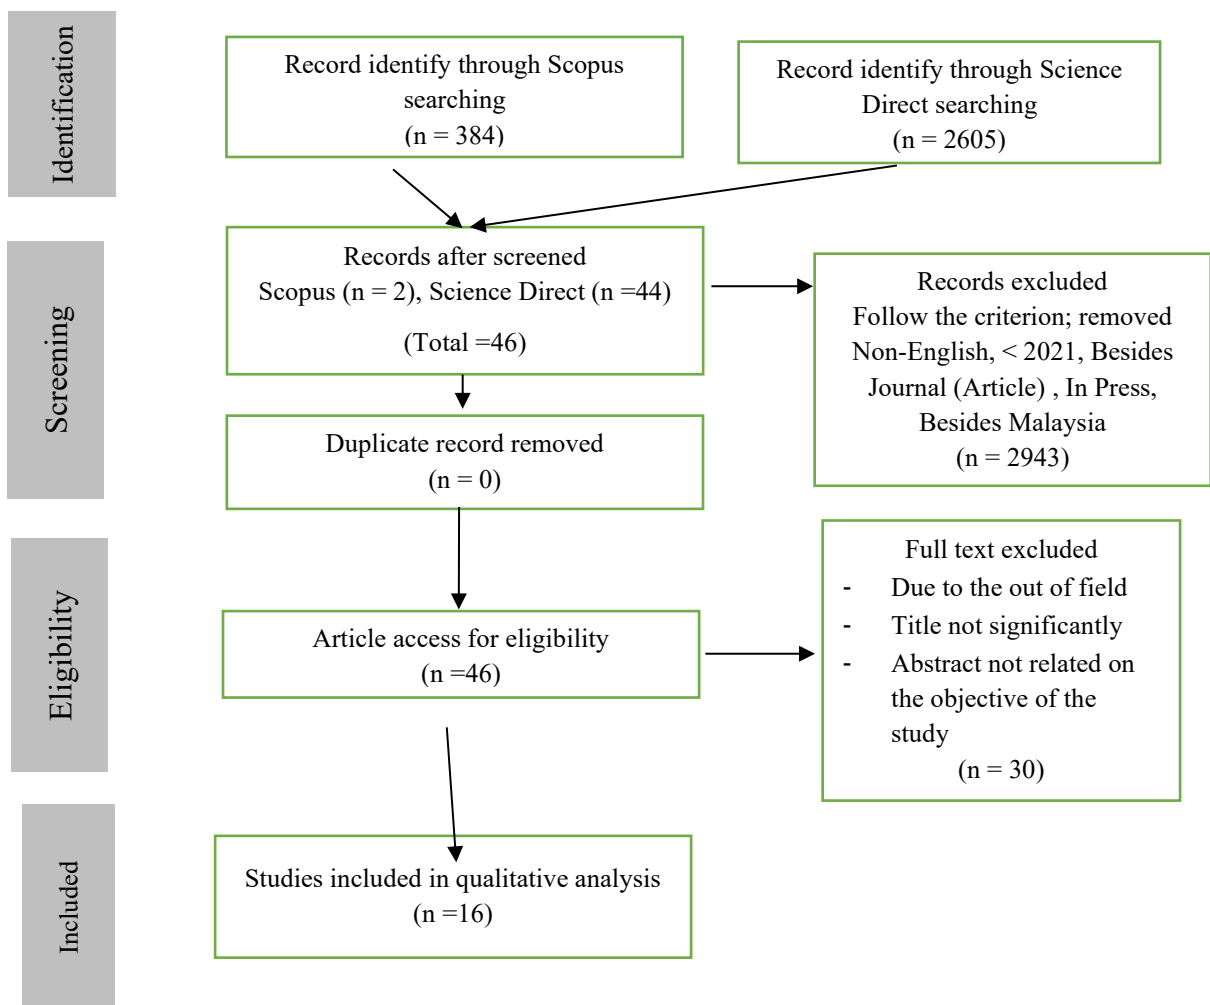 Identification
Record identify through Scopus
searching
(n = 384)
Record identify through Science
Direct searching
(n = 2605)
Screening
Records after screened
Scopus (n = 2), Science Direct (n =44)
(Total =46)
Records excluded
Follow the criterion; removed
Non-English, < 2021, Besides
Journal (Article) , In Press,
Besides Malaysia
(n = 2943)
Duplicate record removed
(n = 0)
Eligibility
Article access for eligibility
(n =46)
Full text excluded
- Due to the out of field
- Title not significantly
- Abstract not related on
the objective of the
study
(n = 30)
Included
Studies included in qualitative analysis
(n =16)